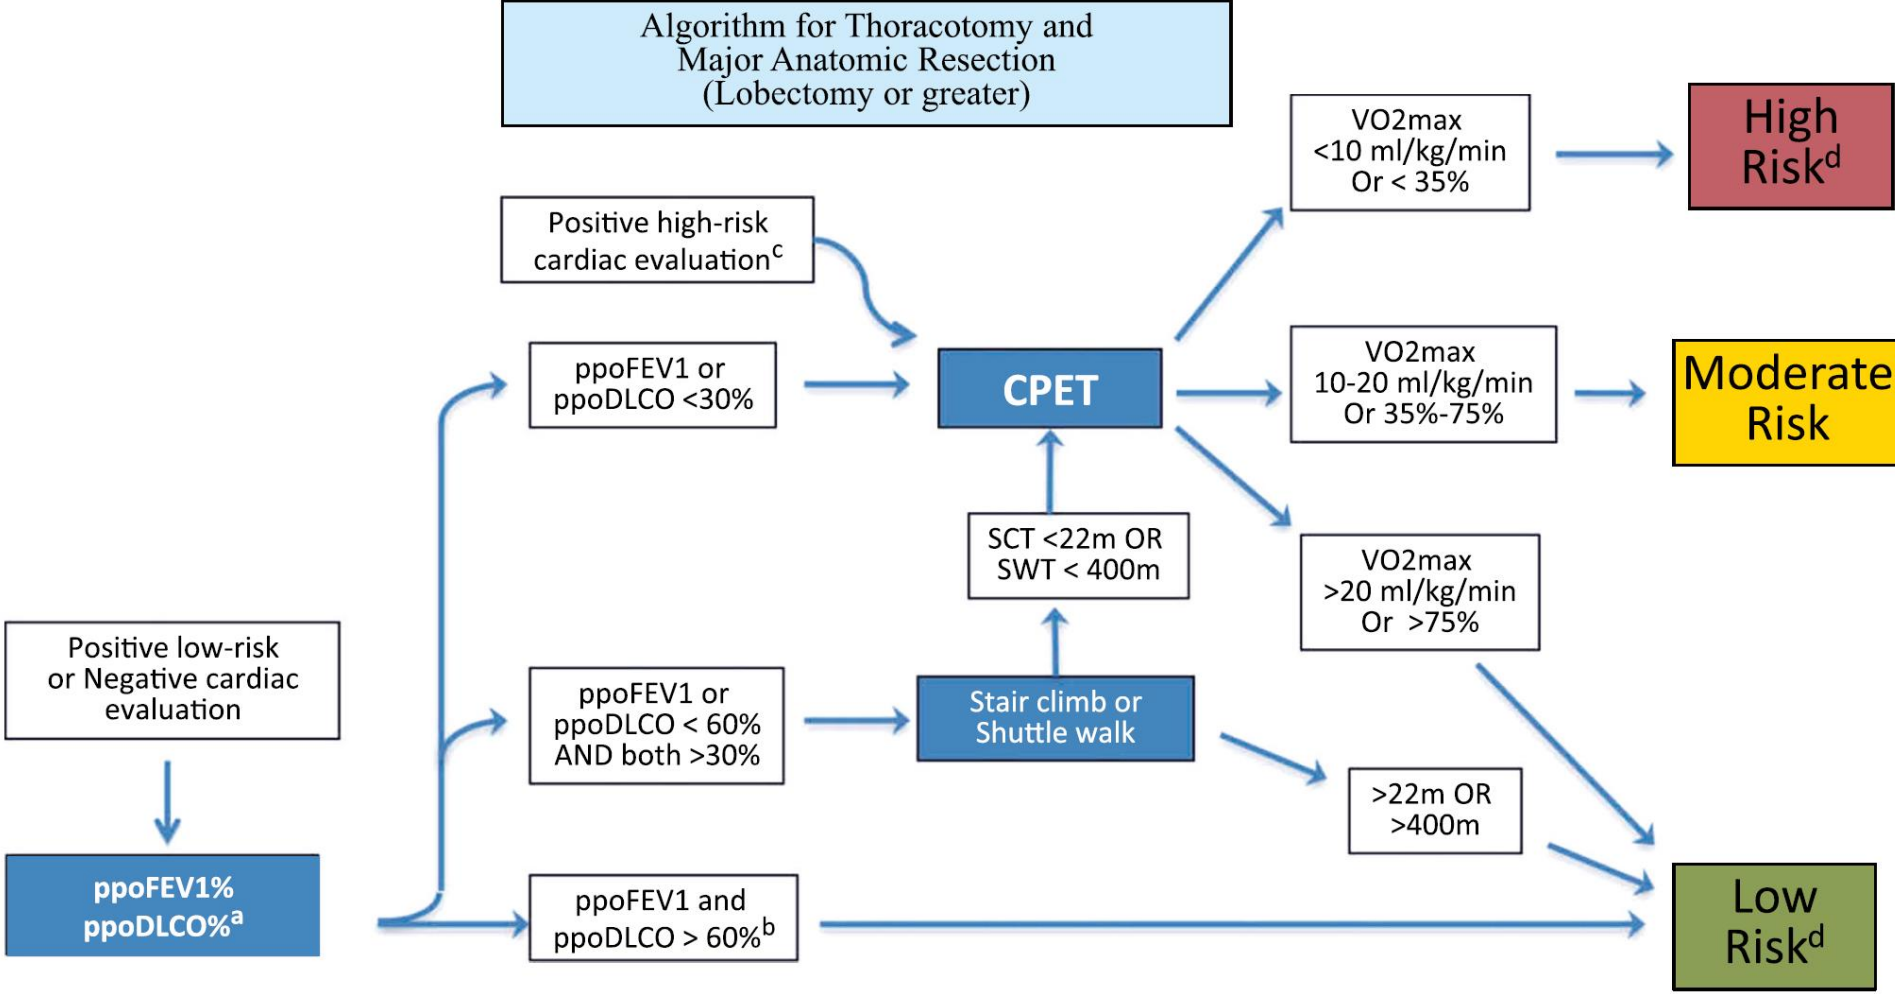 Algorithm for Thoracotomy and
Major Anatomic Resection
(Lobectomy or greater)
VO2max
<10 ml/kg/min
Or < 35%
High
Risk^d
Positive high-risk
cardiac evaluation^c
ppoFEV1 or
ppoDLCO <30%
CPET
VO2max
10-20 ml/kg/min
Or 35%-75%
Moderate
Risk
SCT <22m OR
SWT < 400m
VO2max
>20 ml/kg/min
Or >75%
Positive low-risk
or Negative cardiac
evaluation
ppoFEV1 or
ppoDLCO < 60%
AND both >30%
Stair climb or
Shuttle walk
>22m OR
>400m
ppoFEV1%
ppoDLCO%^a
ppoFEV1 and
ppoDLCO > 60%^b
Low
Risk^d